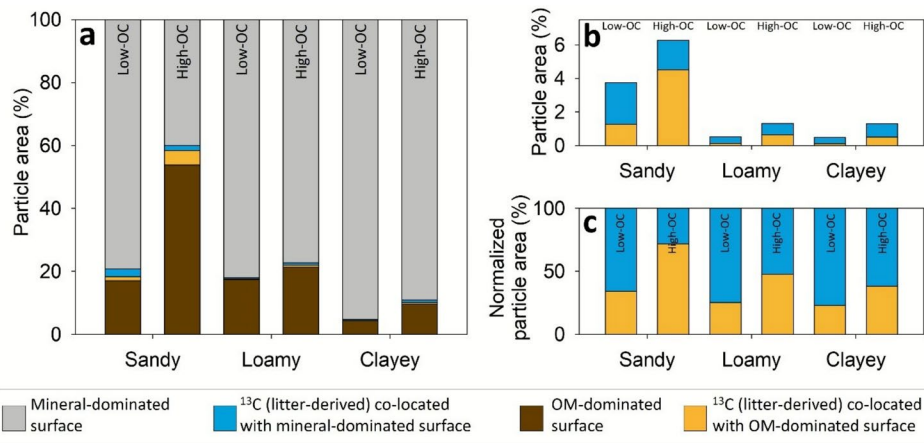 a
Particle area (%)
100
80
60
40
20
0
Low-OC
High-OC
Low-OC
High-OC
Low-OC
High-OC
Sandy Loamy Clayey
b
Particle area (%)
6
4
2
0
Low-OC High-OC Low-OC High-OC Low-OC High-OC
Sandy Loamy Clayey
c
Normalized
particle area (%)
100
50
0
Low-OC
High-OC
Low-OC
High-OC
Low-OC
High-OC
Sandy Loamy Clayey
Mineral-dominated
surface
¹³C (litter-derived) co-located
with mineral-dominated surface
OM-dominated
surface
¹³C (litter-derived) co-located
with OM-dominated surface